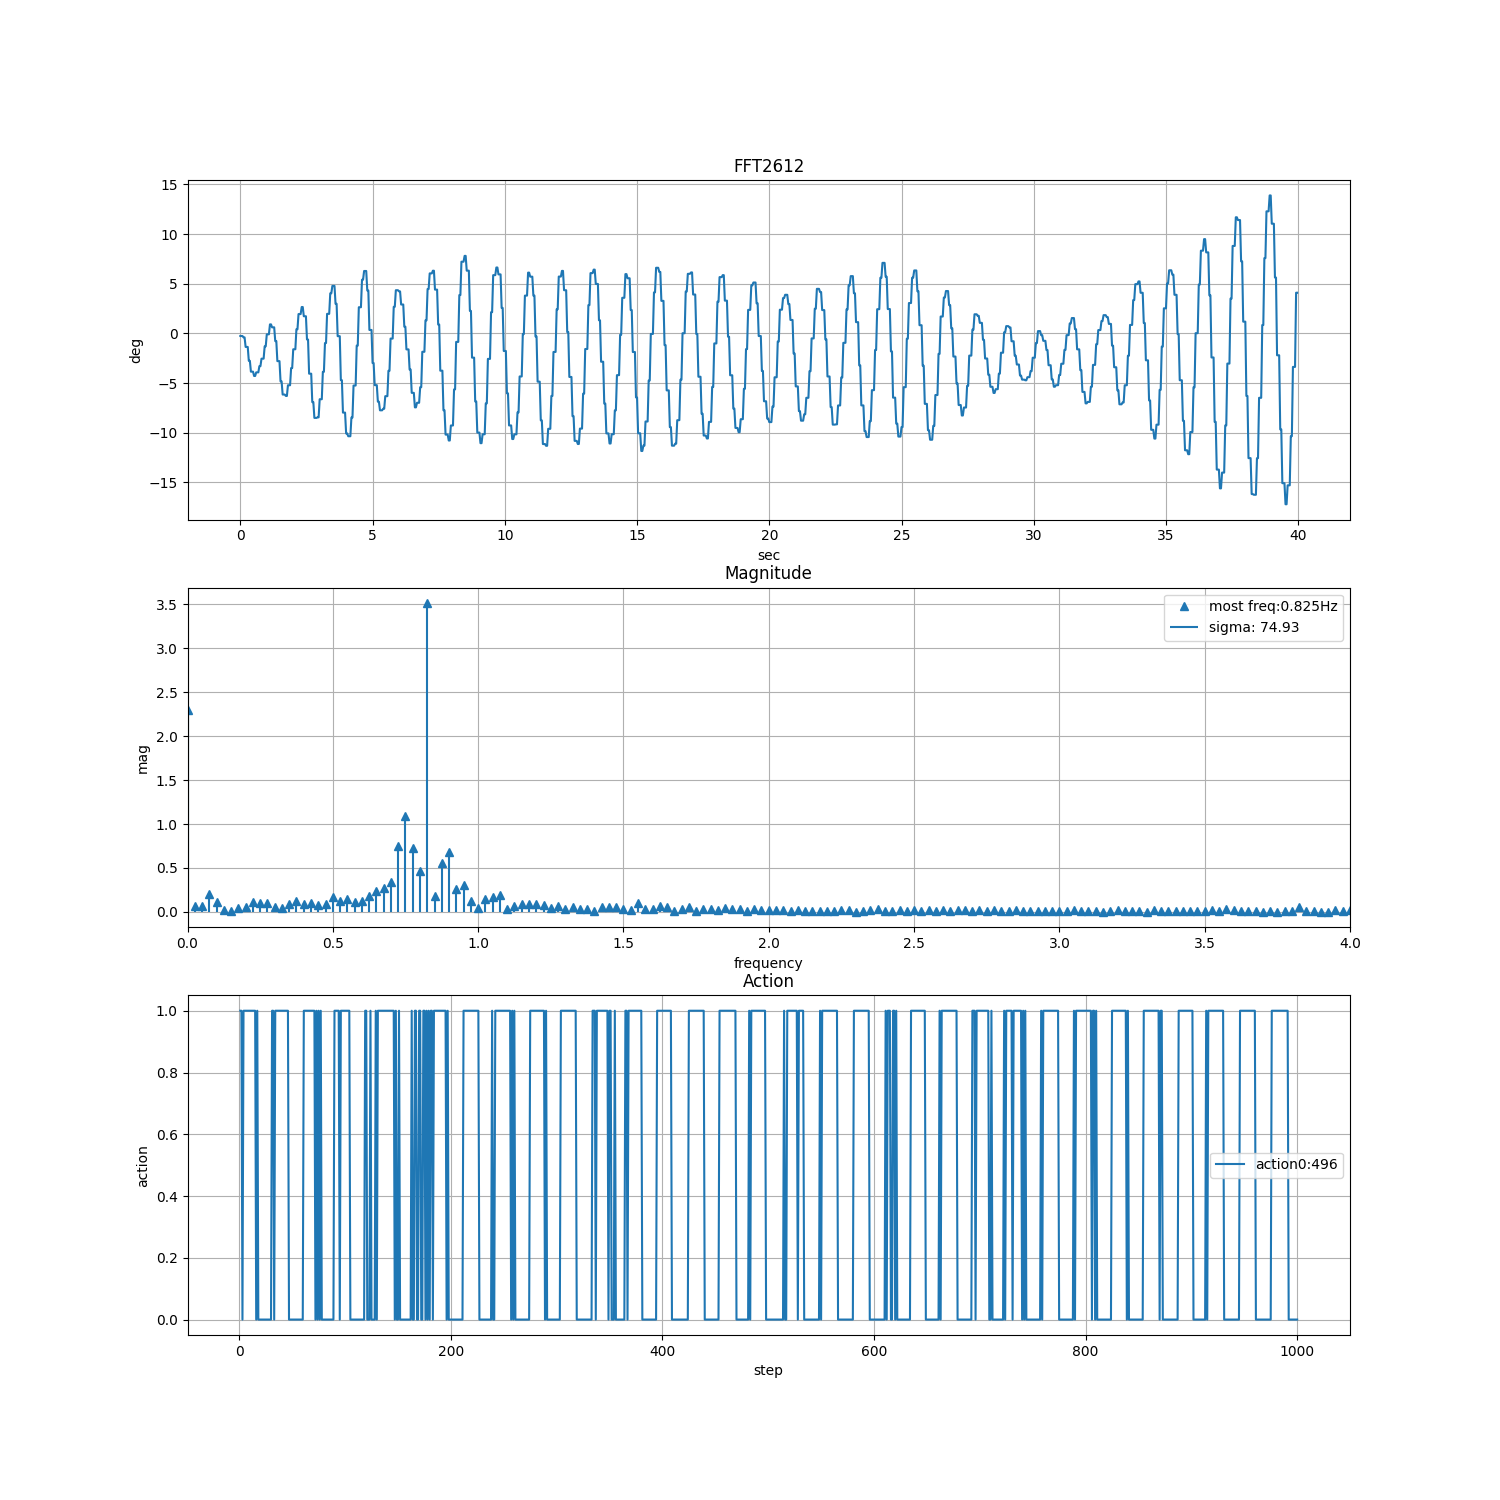 FFT2612
15
10
5
0
−5
−10
−15
deg
0 5 10 15 20 25 30 35 40
sec
Magnitude
3.5
3.0
2.5
2.0
1.5
1.0
0.5
0.0
mag
most freq:0.825Hz
sigma: 74.93
0.0 0.5 1.0 1.5 2.0 2.5 3.0 3.5 4.0
frequency
Action
1.0
0.8
0.6
0.4
0.2
0.0
action
action0:496
0 200 400 600 800 1000
step